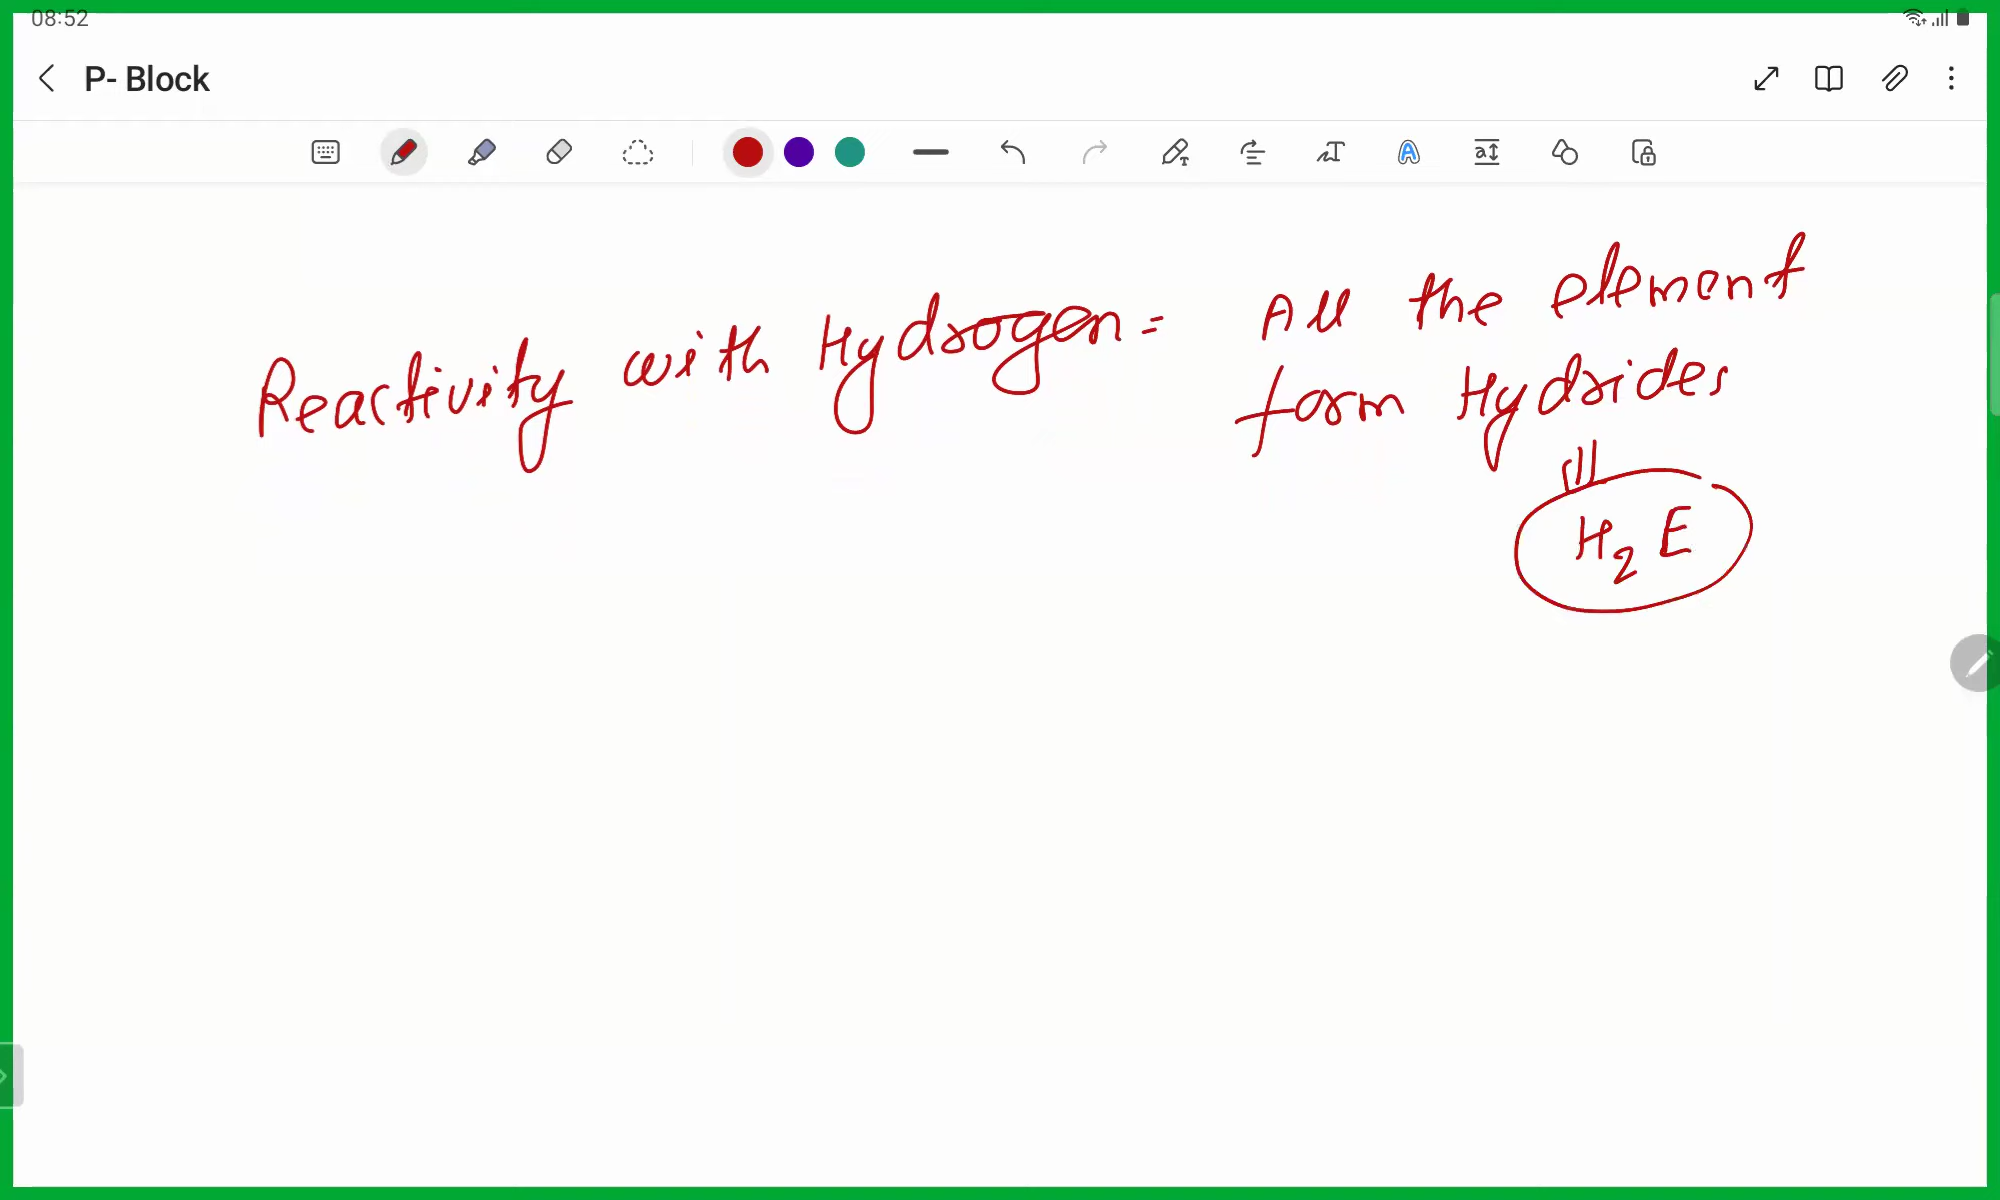 08:52
P- Block
Reactivity with Hydrogen = All the element
form Hydrides
H₂E